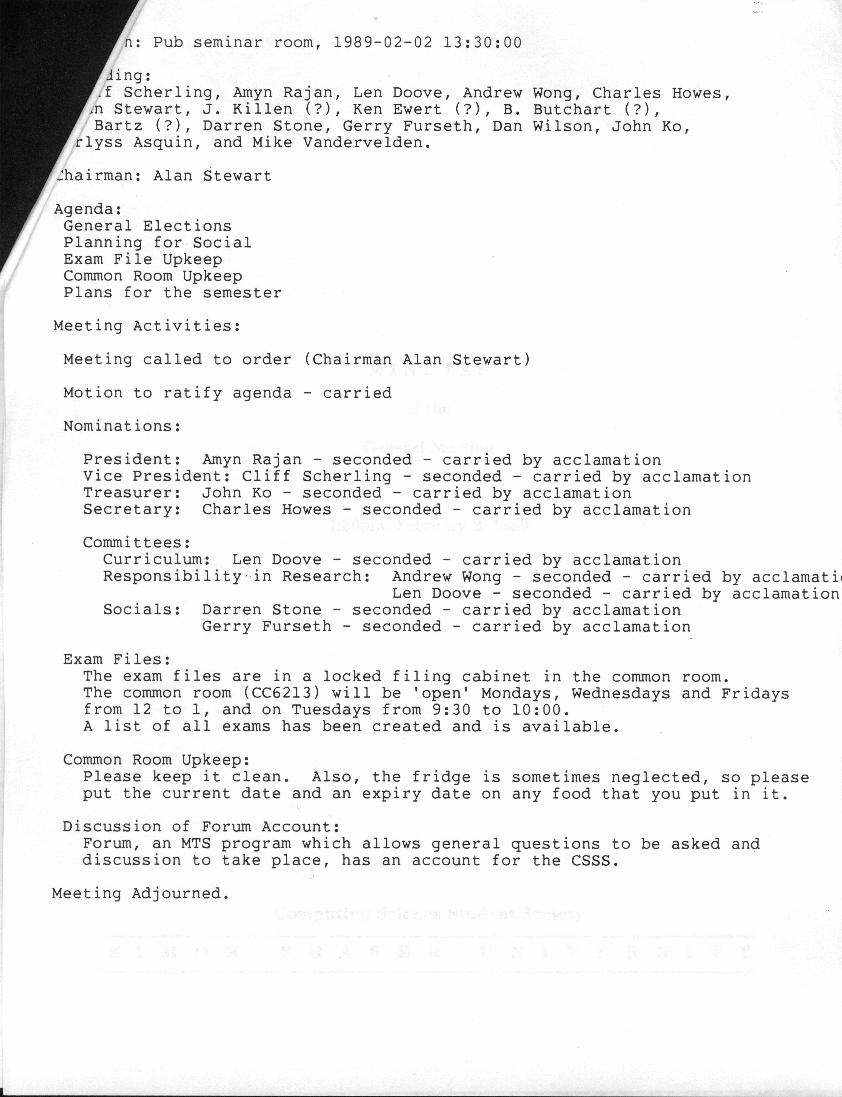 n: Pub seminar room, 1989-02-02 13:30:00
ding:
f Scherling, Amyn Rajan, Len Doove, Andrew Wong, Charles Howes,
n Stewart, J. Killen (?), Ken Ewert (?), B. Butchart (?),
Bartz (?), Darren Stone, Gerry Furseth, Dan Wilson, John Ko,
rlyss Asquin, and Mike Vandervelden.
Chairman: Alan Stewart
Agenda:
General Elections
Planning for Social
Exam File Upkeep
Common Room Upkeep
Plans for the semester
Meeting Activities:
Meeting called to order (Chairman Alan Stewart)
Motion to ratify agenda - carried
Nominations:
President: Amyn Rajan - seconded - carried by acclamation
Vice President: Cliff Scherling - seconded - carried by acclamation
Treasurer: John Ko - seconded - carried by acclamation
Secretary: Charles Howes - seconded - carried by acclamation
Committees:
Curriculum: Len Doove - seconded - carried by acclamation
Responsibility in Research: Andrew Wong - seconded - carried by acclamati
Len Doove - seconded - carried by acclamation
Socials: Darren Stone - seconded - carried by acclamation
Gerry Furseth - seconded - carried by acclamation
Exam Files:
The exam files are in a locked filing cabinet in the common room.
The common room (CC6213) will be 'open' Mondays, Wednesdays and Fridays
from 12 to 1, and on Tuesdays from 9:30 to 10:00.
A list of all exams has been created and is available.
Common Room Upkeep:
Please keep it clean. Also, the fridge is sometimes neglected, so please
put the current date and an expiry date on any food that you put in it.
Discussion of Forum Account:
Forum, an MTS program which allows general questions to be asked and
discussion to take place, has an account for the CSSS.
Meeting Adjourned.
Computing Science Student Society
SIMON FRASER UNIVERSITY